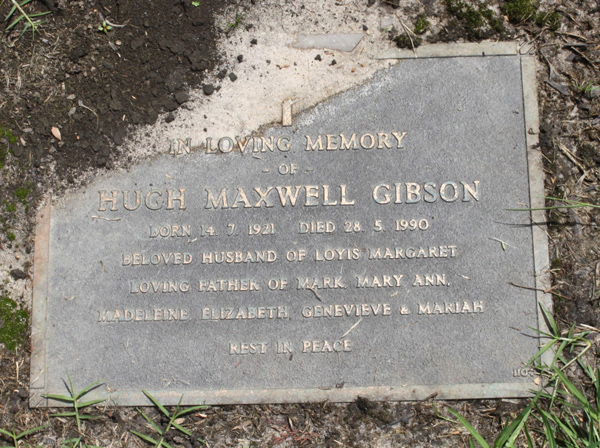 IN LOVING MEMORY
- OF -
HUGH MAXWELL GIBSON
BORN 14. 7. 1921 DIED 28. 5. 1990
BELOVED HUSBAND OF LOYIS MARGARET
LOVING FATHER OF MARK, MARY ANN,
MADELEINE, ELIZABETH, GENEVIEVE & MARIAH
REST IN PEACE